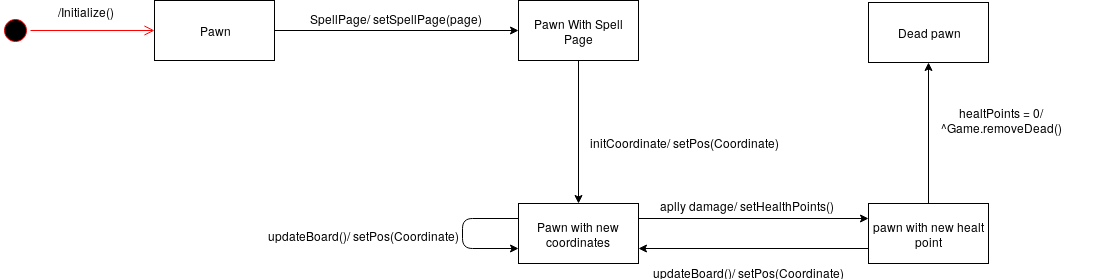 /Initialize()
Pawn
SpellPage/ setSpellPage(page)
Pawn With Spell
Page
Dead pawn
healtPoints = 0/
^Game.removeDead()
initCoordinate/ setPos(Coordinate)
updateBoard()/ setPos(Coordinate)
Pawn with new
coordinates
aplly damage/ setHealthPoints()
pawn with new healt
point
updateBoard()/ setPos(Coordinate)